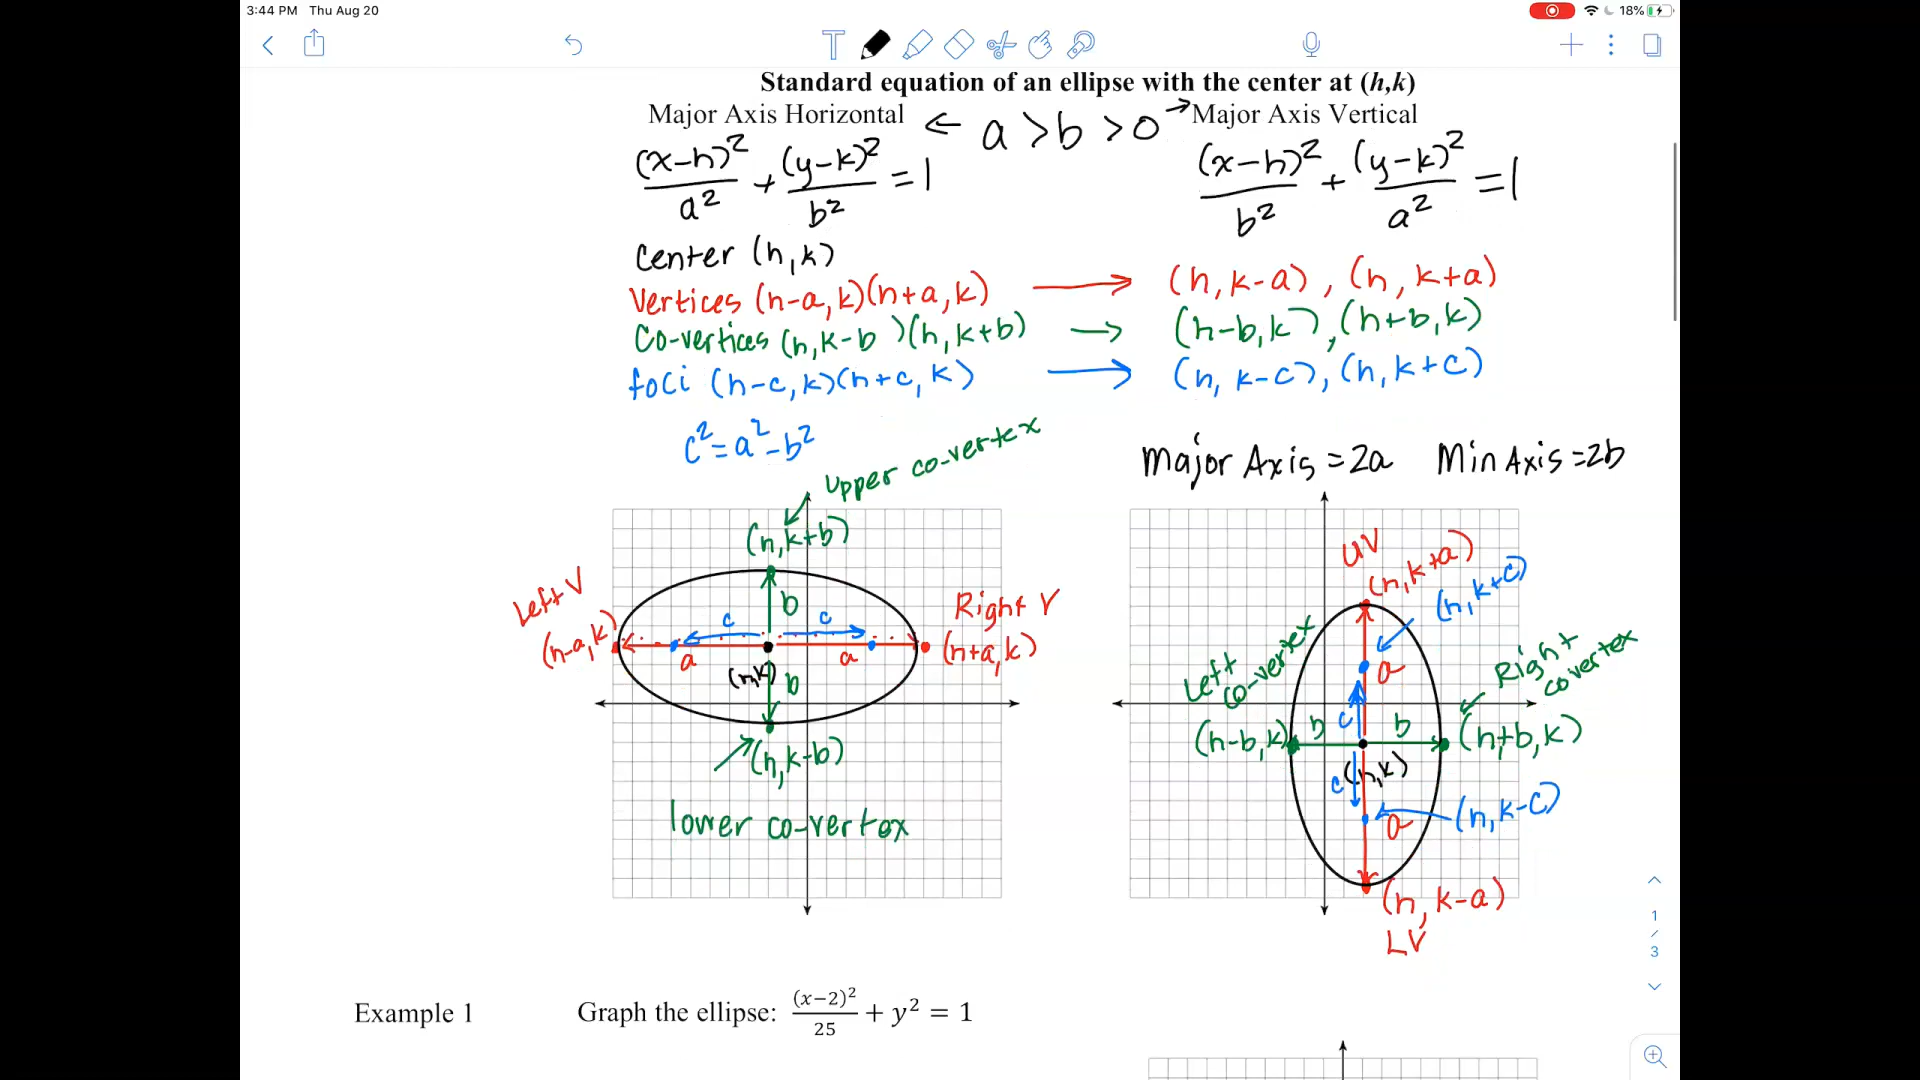 3:44 PM Thu Aug 20
18%
T
Standard equation of an ellipse with the center at (h,k)
Major Axis Horizontal ← a > b > 0 → Major Axis Vertical
(x-h)²/a² + (y-k)²/b² = 1
(x-h)²/b² + (y-k)²/a² = 1
Center (h,k)
Vertices (h-a,k)(h+a,k) → (h,k-a), (h,k+a)
Co-vertices (h,k-b)(h,k+b) → (h-b,k), (h+b,k)
foci (h-c,k)(h+c,k) → (h,k-c), (h,k+c)
c² = a² - b²
Major Axis = 2a Min Axis = 2b
Upper co-vertex
(h,k+b)
Left V
(h-a,k)
b
c c
a a
Right V
(h+a,k)
(h,k)
b
(h,k-b)
lower co-vertex
UV
(h,k+a)
(h,k+c)
a
Left co-vertex
Right covertex
(h-b,k)
b c b
(h+b,k)
(h,k)
c
(h,k-c)
a
(h,k-a)
LV
1
/
3
Example 1 Graph the ellipse: (x−2)²/25 + y² = 1